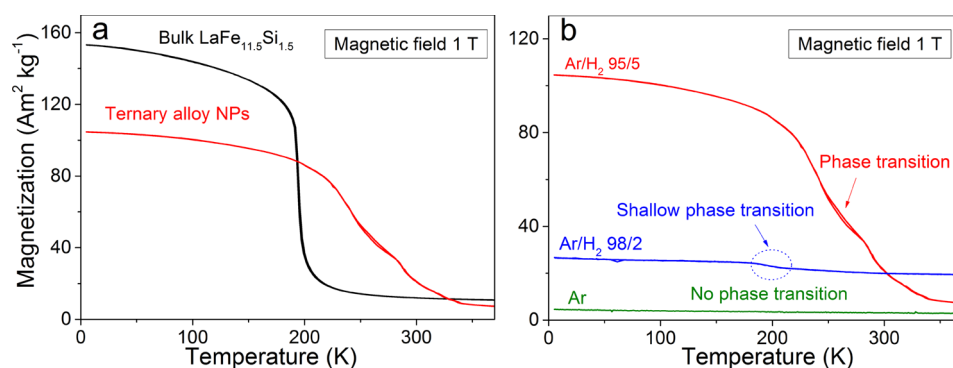 a
Bulk LaFe11.5Si1.5
Magnetic field 1 T
Ternary alloy NPs
Magnetization (Am2 kg-1)
160
120
80
40
0
0
100
200
300
Temperature (K)
b
Magnetic field 1 T
Ar/H2 95/5
Phase transition
Shallow phase transition
Ar/H2 98/2
No phase transition
Ar
120
80
40
0
0
100
200
300
Temperature (K)